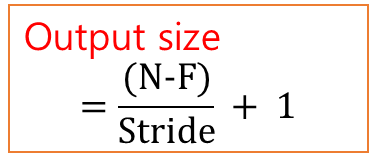 Output size
= (N-F)
Stride + 1